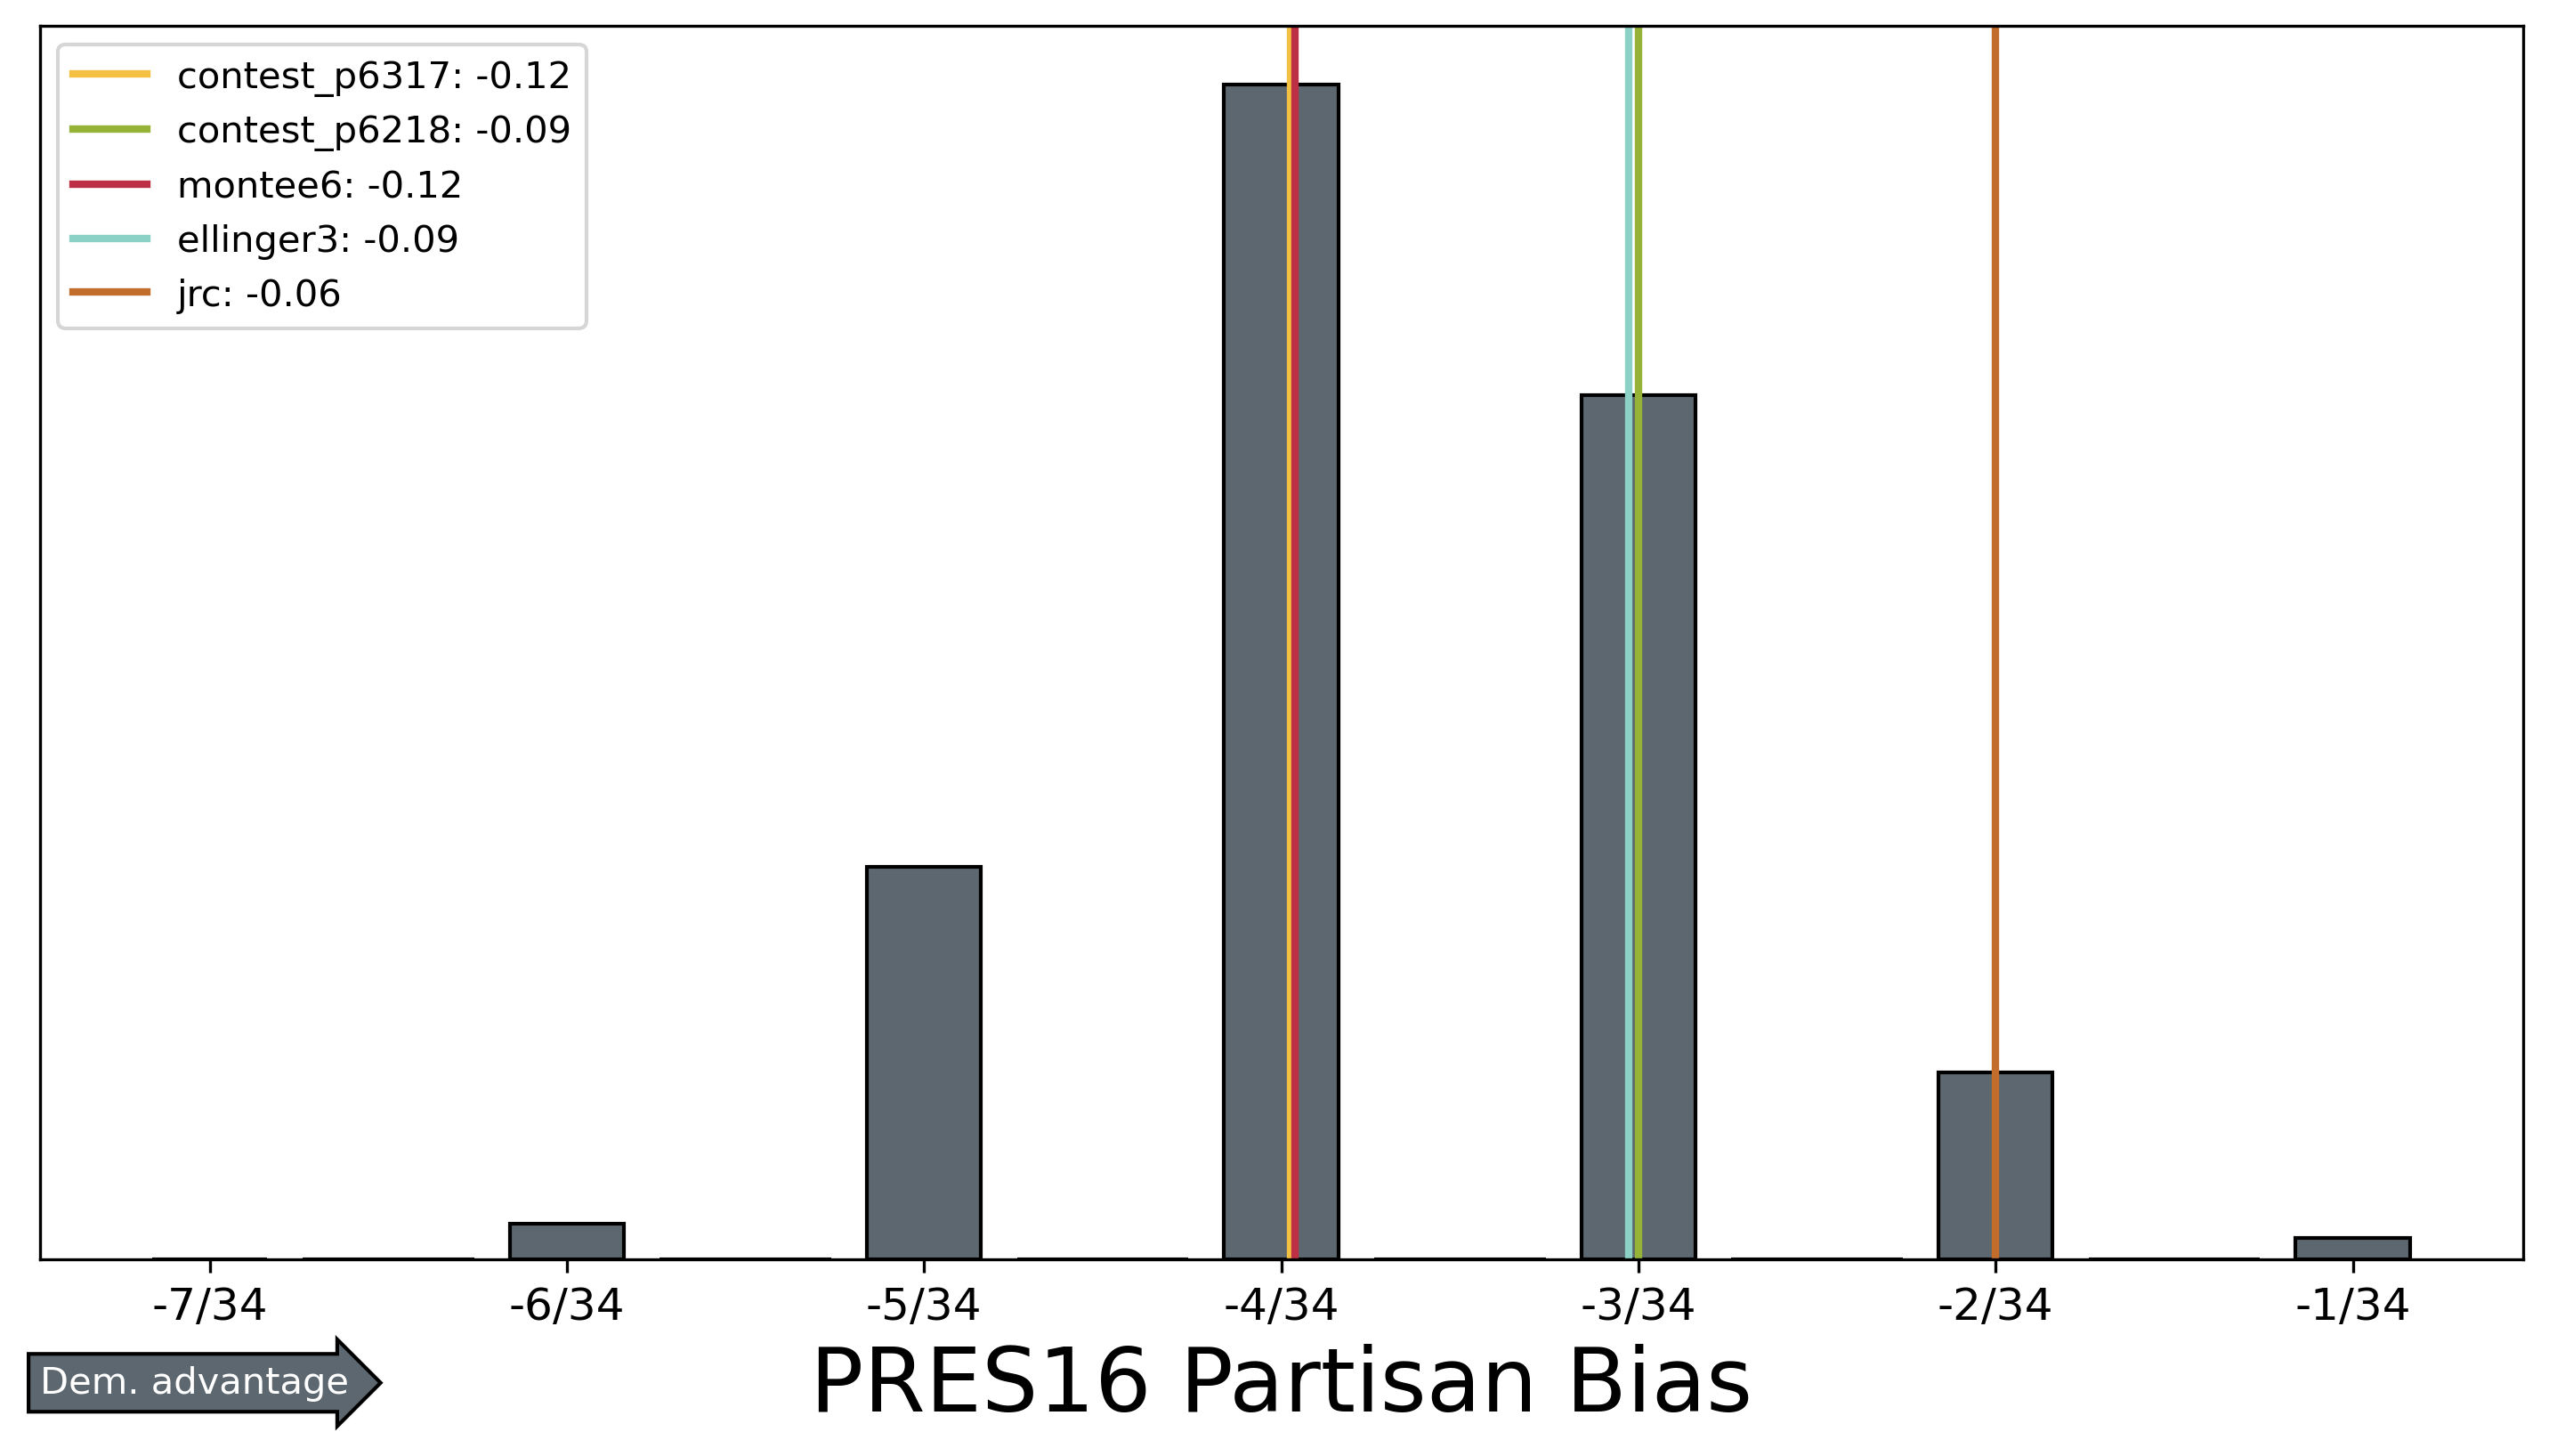 contest_p6317: -0.12
contest_p6218: -0.09
montee6: -0.12
ellinger3: -0.09
jrc: -0.06
-7/34 -6/34 -5/34 -4/34 -3/34 -2/34 -1/34
Dem. advantage
PRES16 Partisan Bias